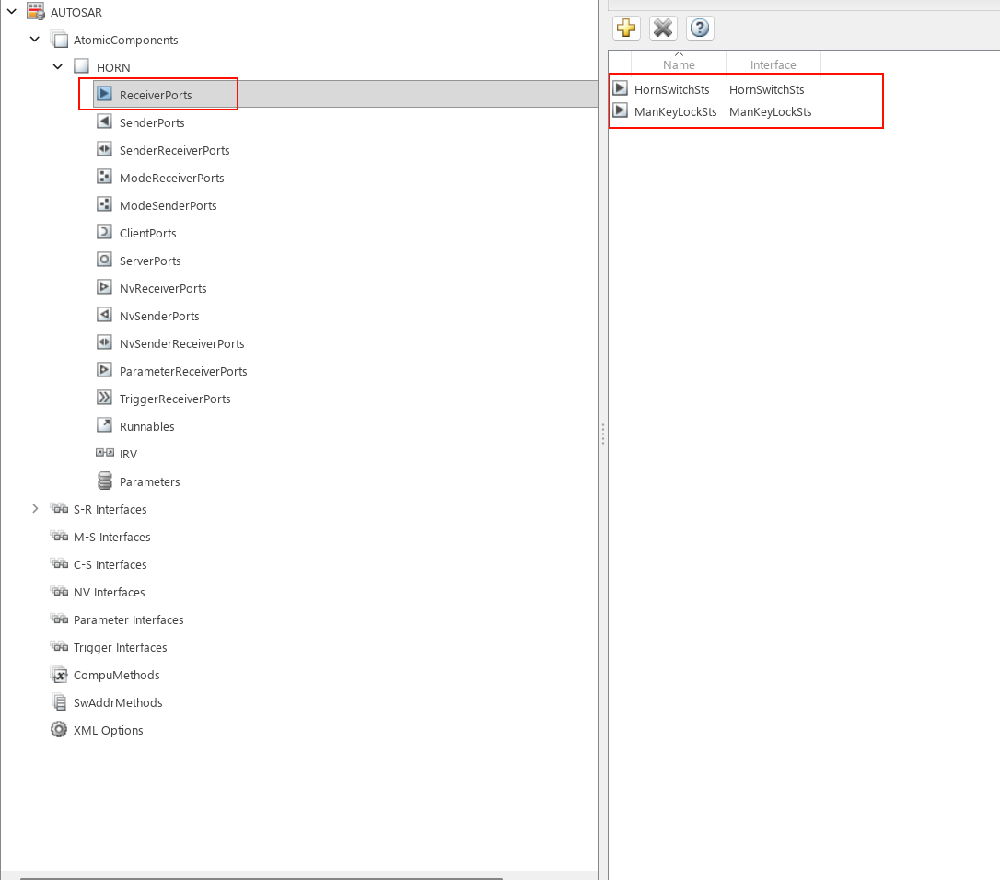 AUTOSAR
AtomicComponents
HORN
ReceiverPorts
SenderPorts
SenderReceiverPorts
ModeReceiverPorts
ModeSenderPorts
ClientPorts
ServerPorts
NvReceiverPorts
NvSenderPorts
NvSenderReceiverPorts
ParameterReceiverPorts
TriggerReceiverPorts
Runnables
IRV
Parameters
S-R Interfaces
M-S Interfaces
C-S Interfaces
NV Interfaces
Parameter Interfaces
Trigger Interfaces
CompuMethods
SwAddrMethods
XML Options
Name Interface
HornSwitchSts HornSwitchSts
ManKeyLockSts ManKeyLockSts